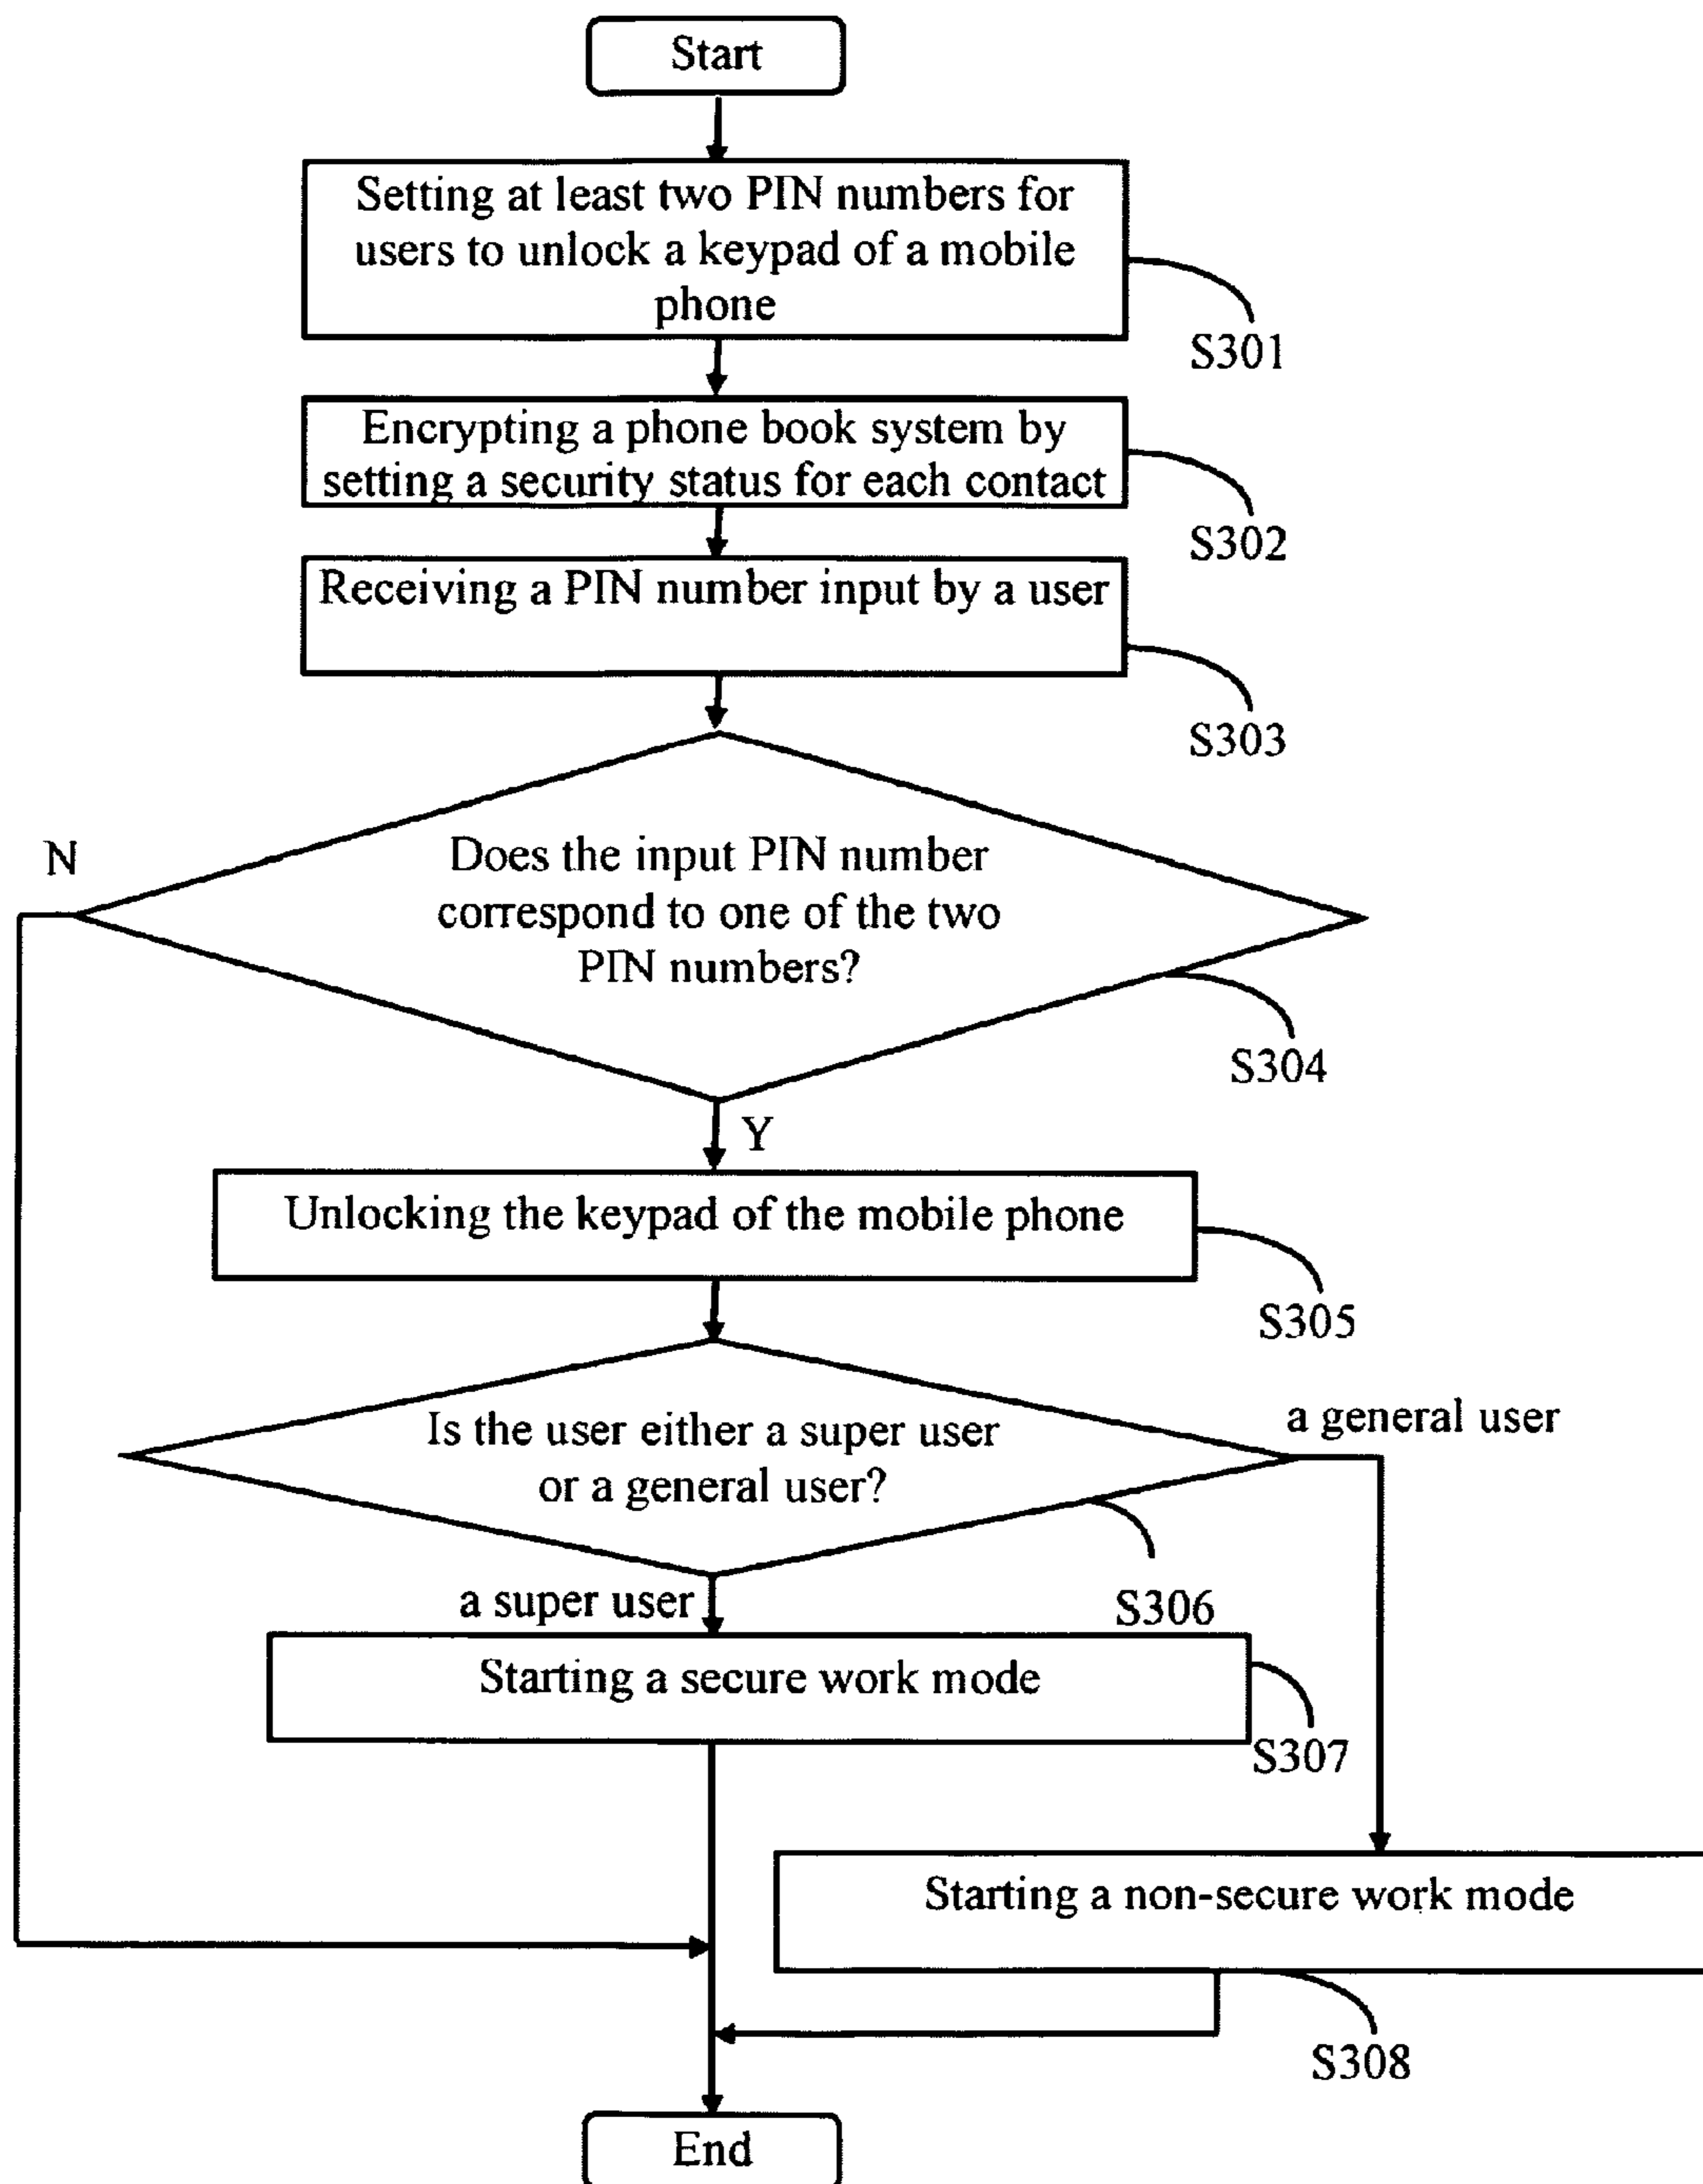 Start
Setting at least two PIN numbers for
users to unlock a keypad of a mobile
phone
S301
Encrypting a phone book system by
setting a security status for each contact
S302
Receiving a PIN number input by a user
S303
N
Does the input PIN number
correspond to one of the two
PIN numbers?
S304
Y
Unlocking the keypad of the mobile phone
S305
Is the user either a super user
or a general user?
a general user
a super user
S306
Starting a secure work mode
S307
Starting a non-secure work mode
S308
End